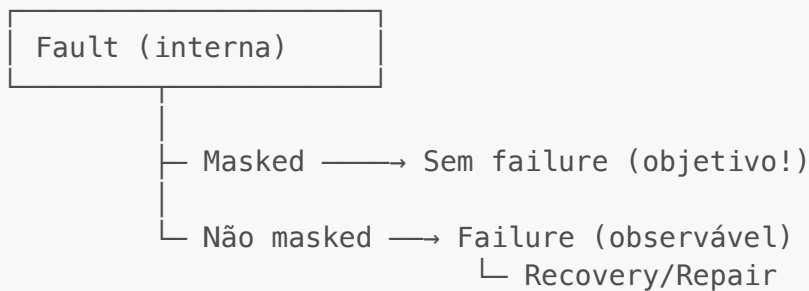 Fault (interna)
Masked → Sem failure (objetivo!)
Não masked → Failure (observável)
Recovery/Repair